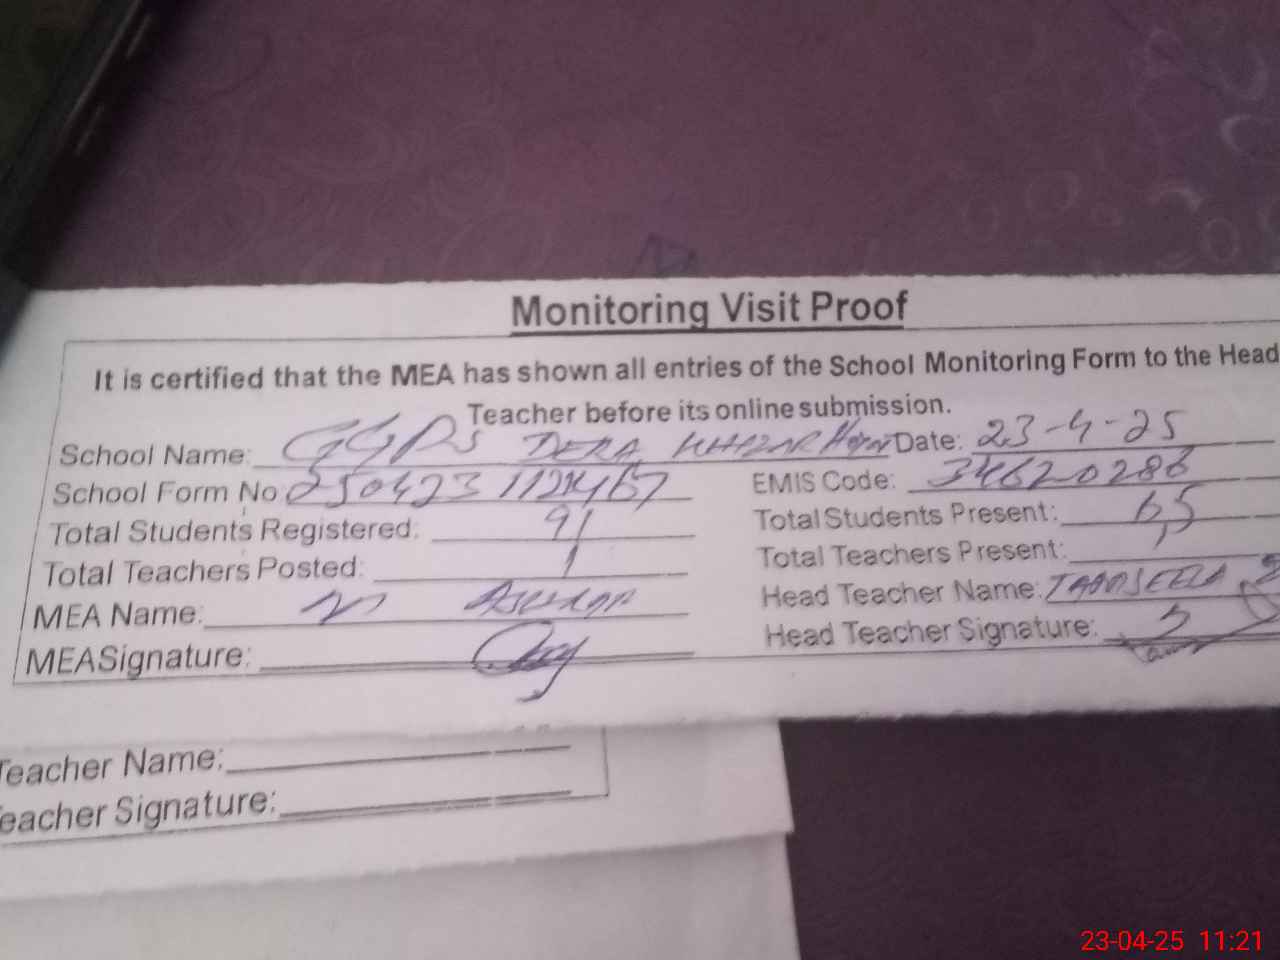 Monitoring Visit Proof
It is certified that the MEA has shown all entries of the School Monitoring Form to the Head
Teacher before its online submission.
School Name: GGPS DERA Date: 23-4-25
School Form No EMIS Code: 34620286
Total Students Registered: 91 Total Students Present: 65
Total Teachers Posted: 1 Total Teachers Present: 1
MEA Name: M Head Teacher Name:
MEA Signature: Head Teacher Signature:
Teacher Name:
Teacher Signature:
23-04-25 11:21